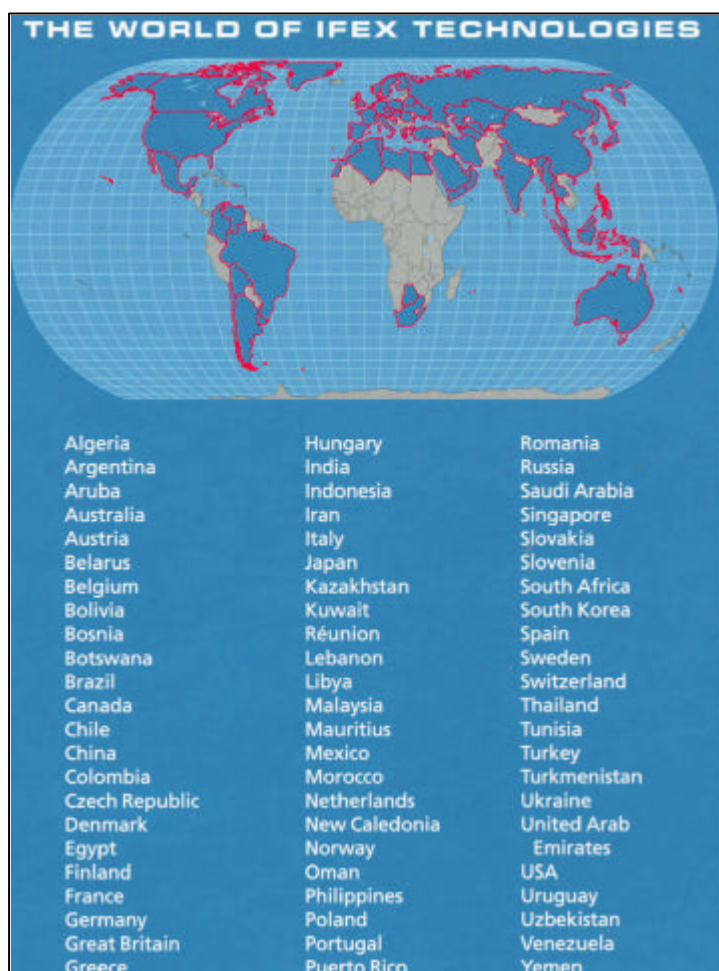 THE WORLD OF IFEX TECHNOLOGIES
Algeria
Argentina
Aruba
Australia
Austria
Belarus
Belgium
Bolivia
Bosnia
Botswana
Brazil
Canada
Chile
China
Colombia
Czech Republic
Denmark
Egypt
Finland
France
Germany
Great Britain
Greece
Hungary
India
Indonesia
Iran
Italy
Japan
Kazakhstan
Kuwait
Réunion
Lebanon
Libya
Malaysia
Mauritius
Mexico
Morocco
Netherlands
New Caledonia
Norway
Oman
Philippines
Poland
Portugal
Puerto Rico
Romania
Russia
Saudi Arabia
Singapore
Slovakia
Slovenia
South Africa
South Korea
Spain
Sweden
Switzerland
Thailand
Tunisia
Turkey
Turkmenistan
Ukraine
United Arab
Emirates
USA
Uruguay
Uzbekistan
Venezuela
Yemen